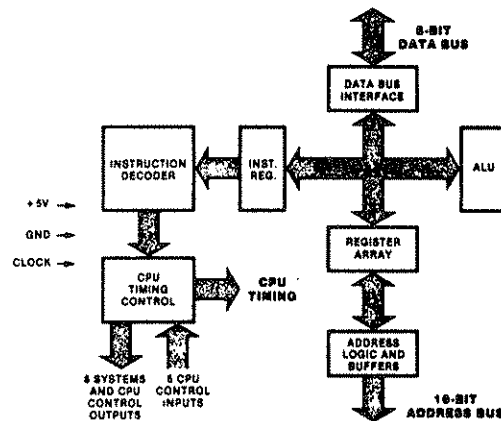 8-BIT
DATA BUS
DATA BUS
INTERFACE
INSTRUCTION
DECODER
INST.
REG.
ALU
+5V
GND
CLOCK
REGISTER
ARRAY
CPU
TIMING
CONTROL
CPU
TIMING
ADDRESS
LOGIC AND
BUFFERS
8 SYSTEMS
AND CPU
CONTROL
OUTPUTS
5 CPU
CONTROL
INPUTS
16-BIT
ADDRESS BUS